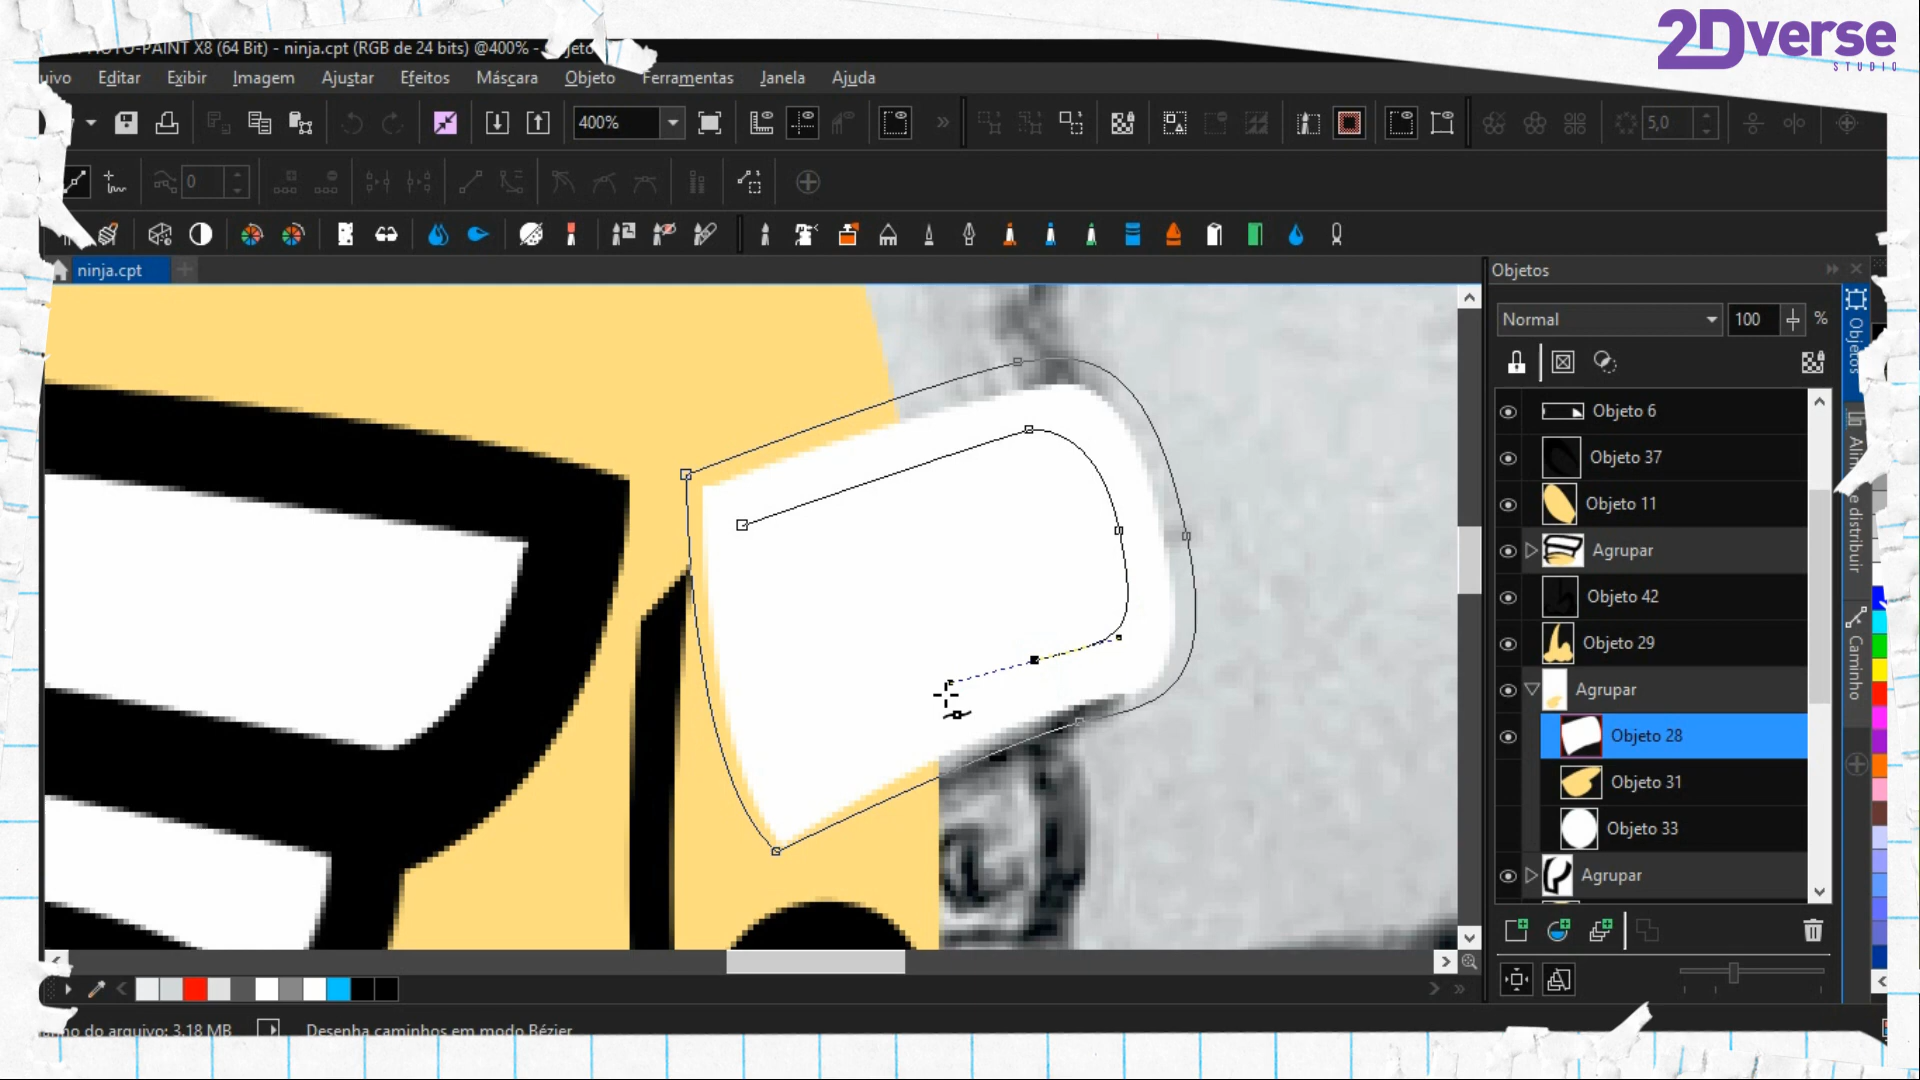 2Dverse
STUDIO
PHOTO-PAINT X8 (64 Bit) - ninja.cpt (RGB de 24 bits) @400% -
Editar Exibir Imagem Ajustar Efeitos Máscara Objeto Ferramentas Janela Ajuda
400% 5,0
0
ninja.cpt
Objetos
Normal 100 %
Objetos
Objeto 6
Objeto 37
Objeto 11
Agrupar
Objeto 42
Objeto 29
Agrupar
Objeto 28
Objeto 31
Objeto 33
Agrupar
e distribuir
Caminho
do arquivo: 3,18 MB Desenha caminhos em modo Bézier